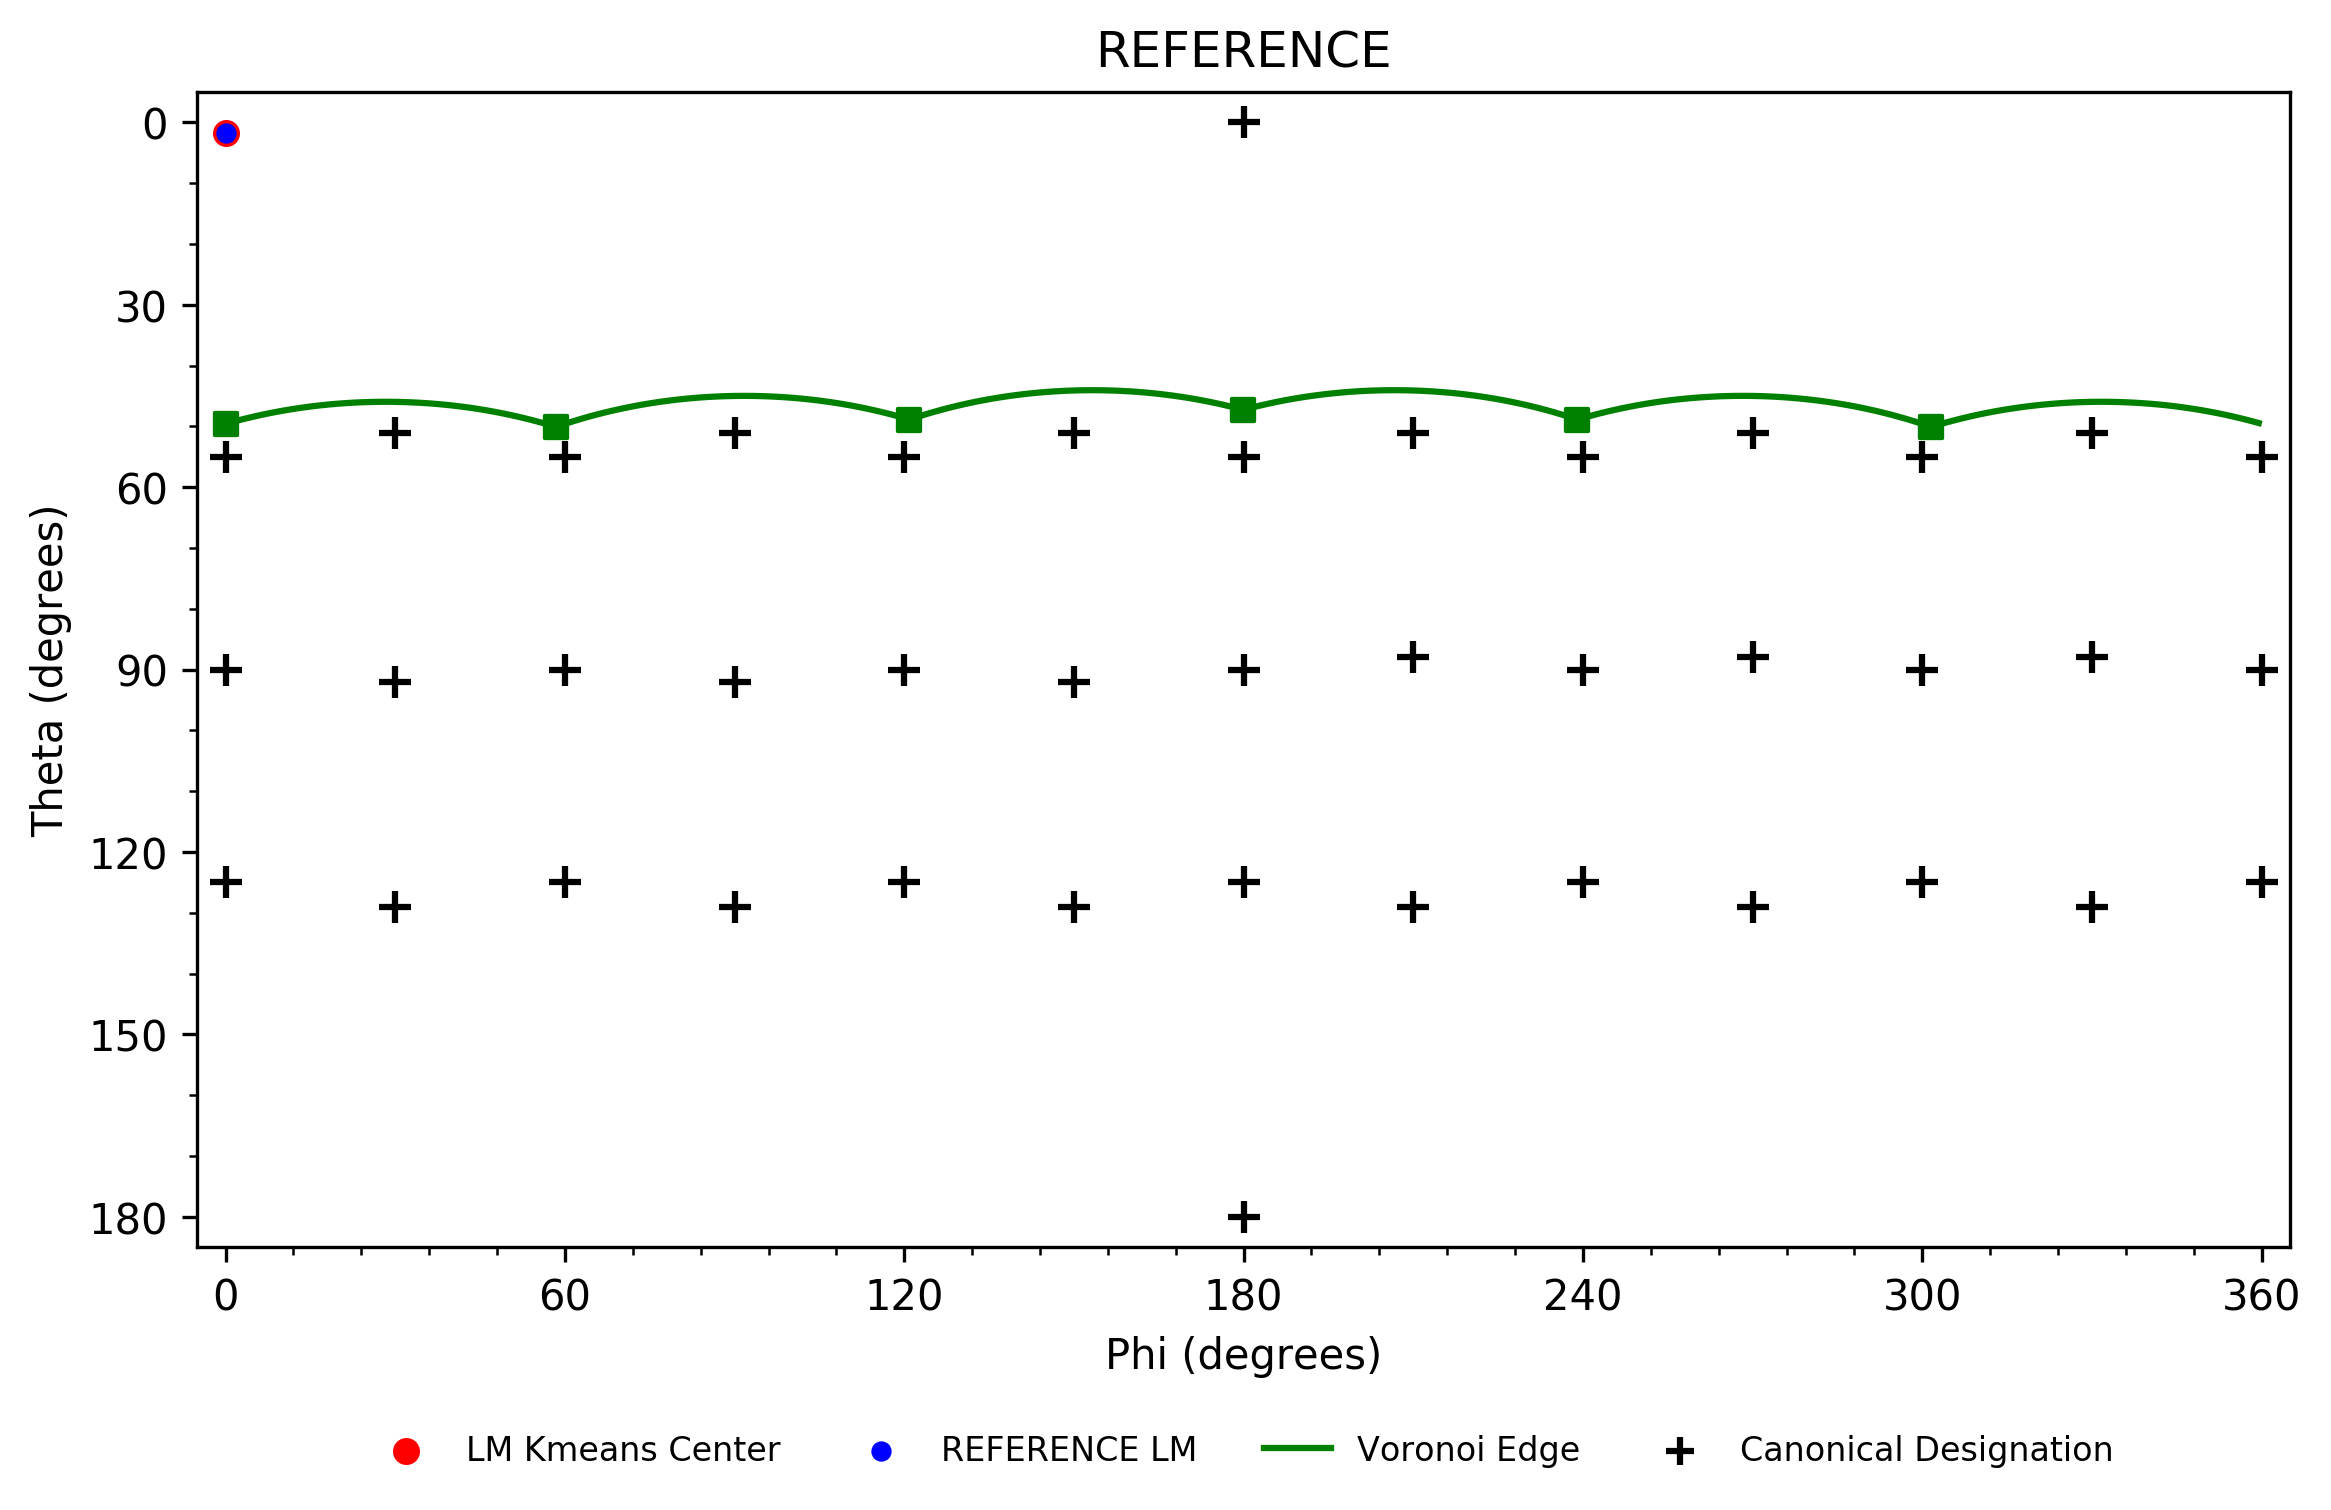 REFERENCE
0
30
60
90
120
150
180
Theta (degrees)
0 60 120 180 240 300 360
Phi (degrees)
LM Kmeans Center REFERENCE LM Voronoi Edge Canonical Designation